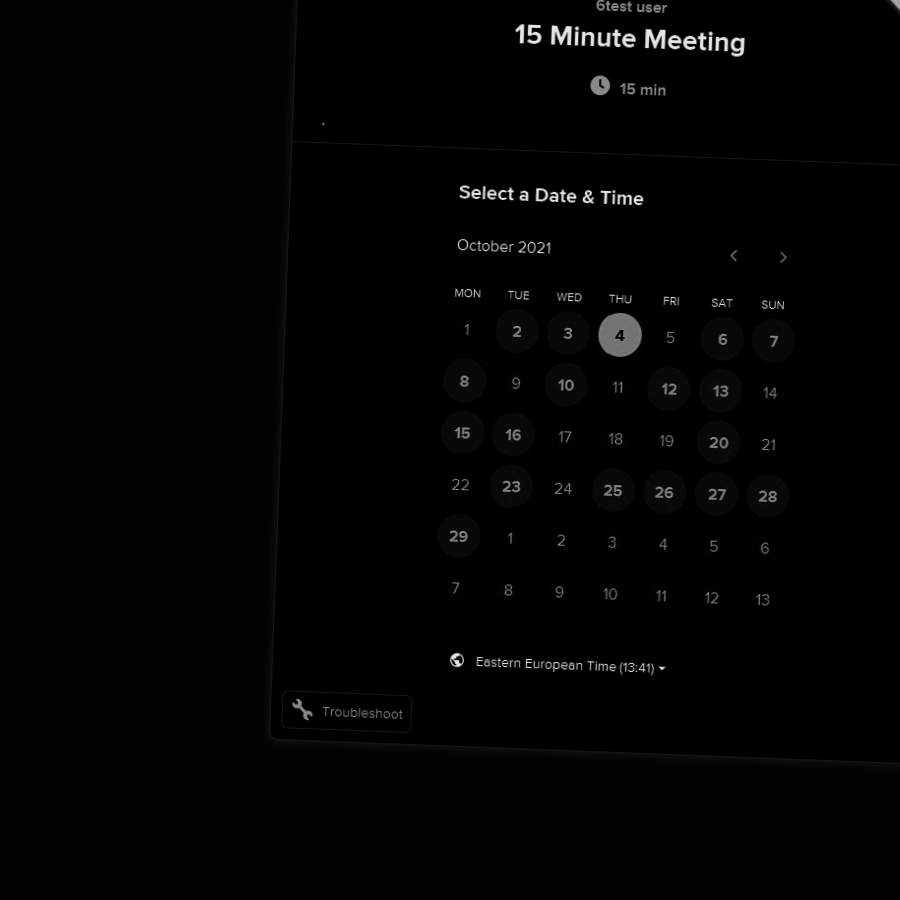 6test user
15 Minute Meeting
15 min
Select a Date & Time
October 2021
MON TUE WED THU FRI SAT SUN
1 2 3 4 5 6 7
8 9 10 11 12 13 14
15 16 17 18 19 20 21
22 23 24 25 26 27 28
29 1 2 3 4 5 6
7 8 9 10 11 12 13
Eastern European Time (13:41)
Troubleshoot